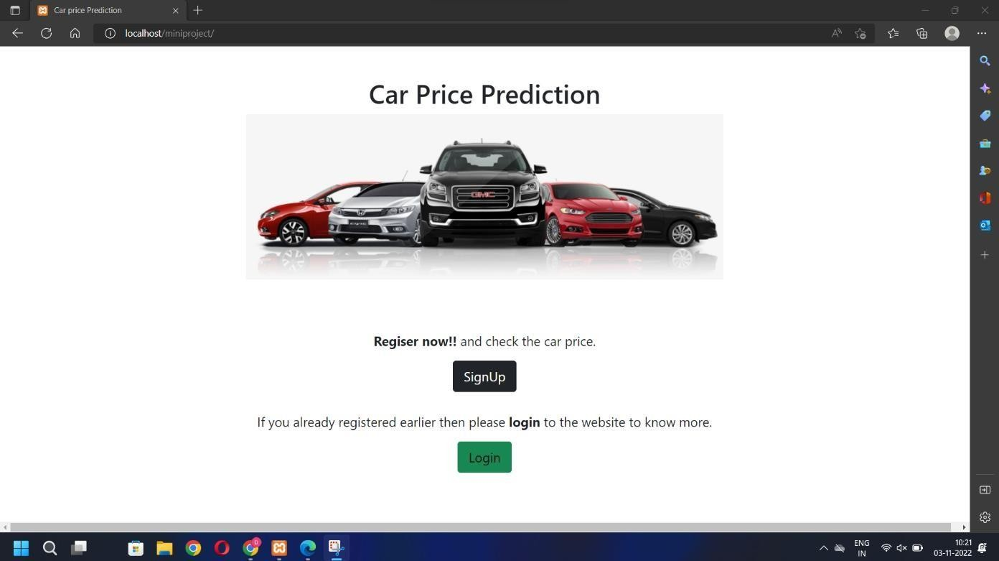 Car price Prediction
localhost/miniproject/
Car Price Prediction
GMC
CIVIC
Regiser now!! and check the car price.
SignUp
If you already registered earlier then please login to the website to know more.
Login
ENG
IN
10:21
03-11-2022